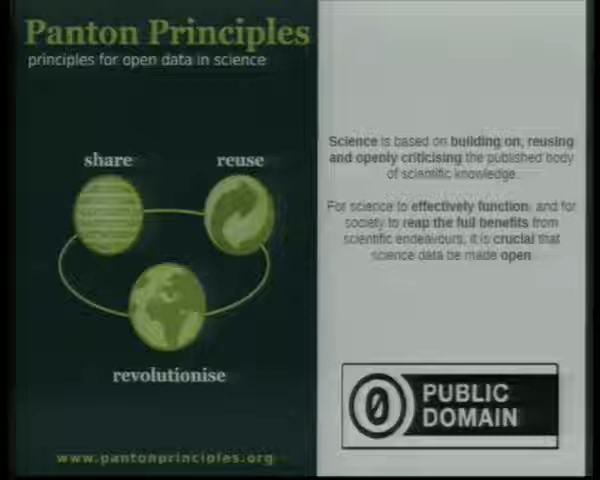 Panton Principles
principles for open data in science
share
reuse
revolutionise
www.pantonprinciples.org
Science is based on building on, reusing
and openly criticising the published body
of scientific knowledge.
For science to effectively function, and for
society to reap the full benefits from
scientific endeavours, it is crucial that
science data be made open
0
PUBLIC
DOMAIN